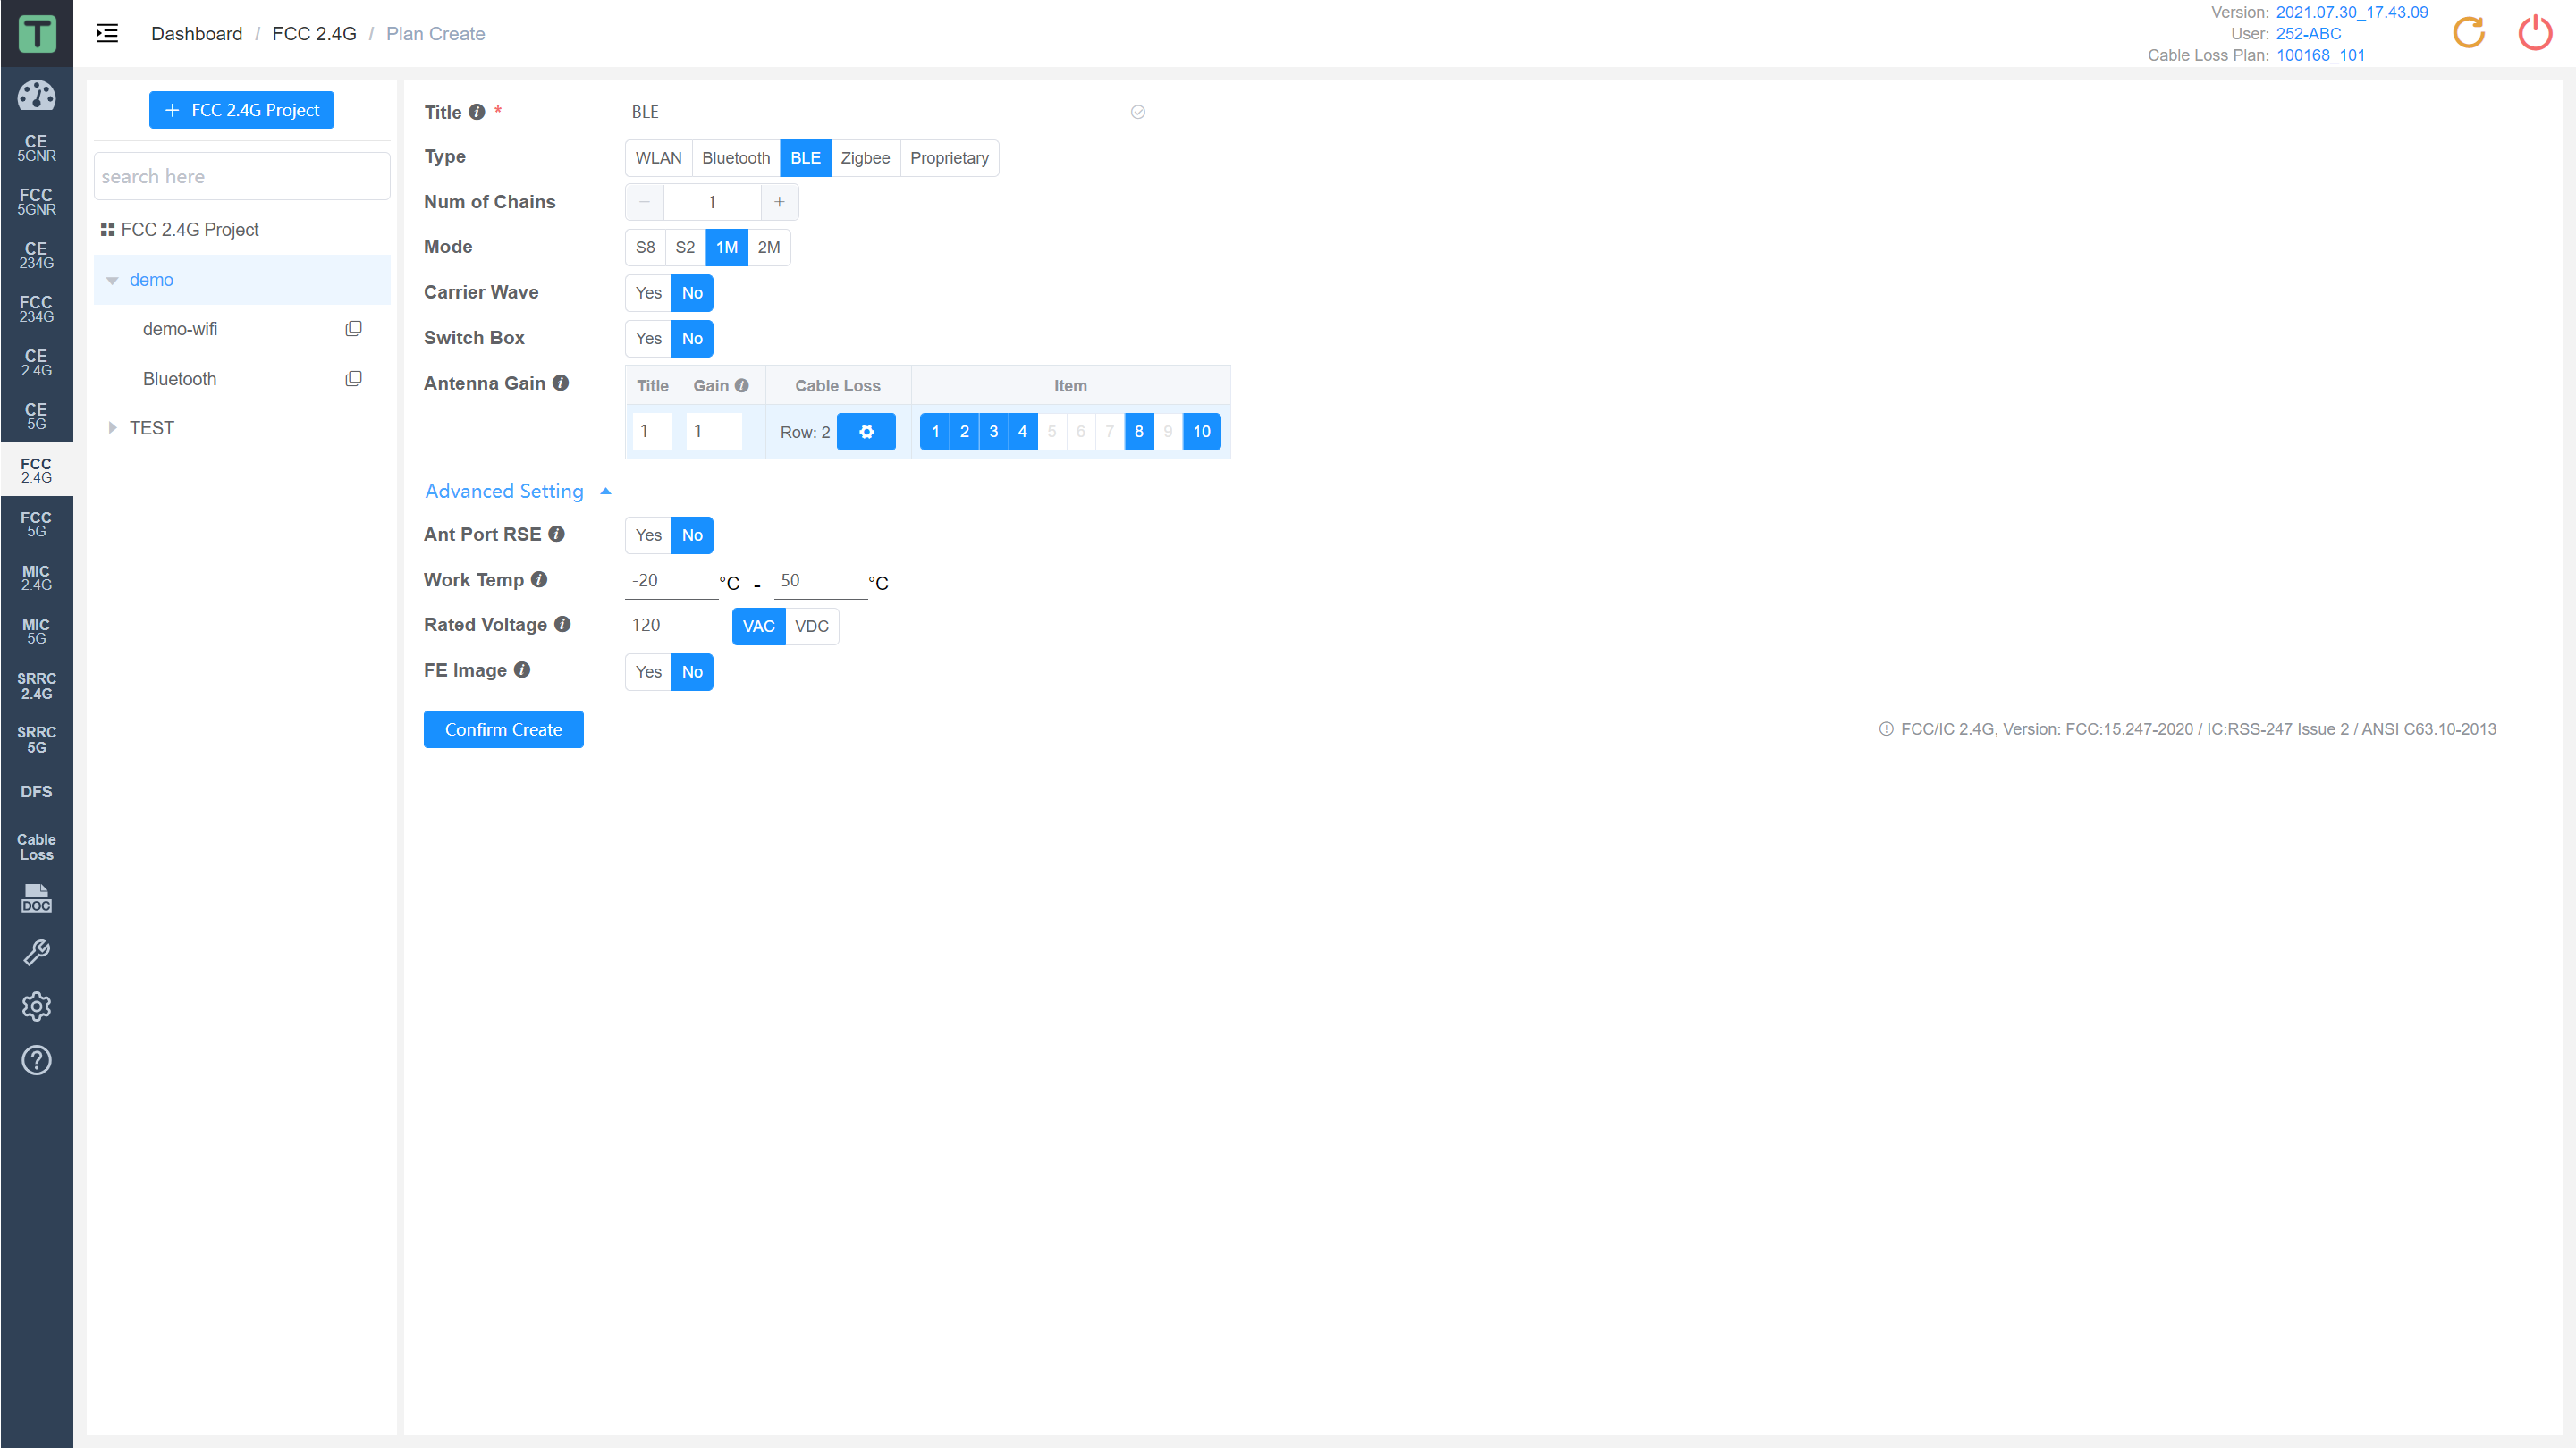 T
Dashboard / FCC 2.4G / Plan Create
Version: 2021.07.30_17.43.09
User: 252-ABC
Cable Loss Plan: 100168_101
CE
5GNR
FCC
5GNR
CE
234G
FCC
234G
CE
2.4G
CE
5G
FCC
2.4G
FCC
5G
MIC
2.4G
MIC
5G
SRRC
2.4G
SRRC
5G
DFS
Cable
Loss
DOC
+ FCC 2.4G Project
search here
FCC 2.4G Project
demo
demo-wifi
Bluetooth
TEST
Title * BLE
Type WLAN Bluetooth BLE Zigbee Proprietary
Num of Chains − 1 +
Mode S8 S2 1M 2M
Carrier Wave Yes No
Switch Box Yes No
Antenna Gain Title Gain Cable Loss Item
1 1 Row: 2 1 2 3 4 5 6 7 8 9 10
Advanced Setting
Ant Port RSE Yes No
Work Temp -20 °C - 50 °C
Rated Voltage 120 VAC VDC
FE Image Yes No
Confirm Create
FCC/IC 2.4G, Version: FCC:15.247-2020 / IC:RSS-247 Issue 2 / ANSI C63.10-2013